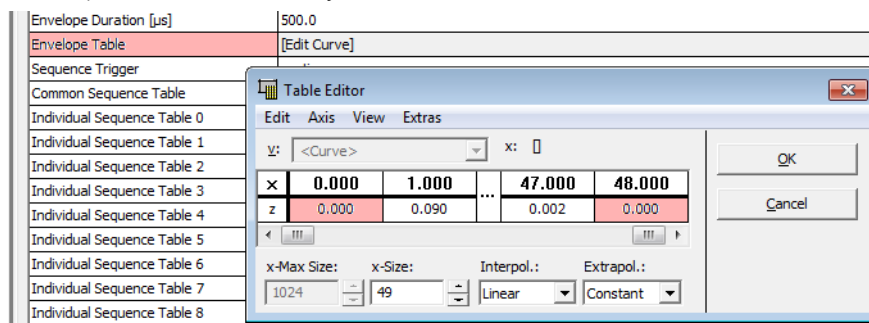 Envelope Duration [µs] 500.0
Envelope Table [Edit Curve]
Sequence Trigger
Common Sequence Table
Individual Sequence Table 0
Individual Sequence Table 1
Individual Sequence Table 2
Individual Sequence Table 3
Individual Sequence Table 4
Individual Sequence Table 5
Individual Sequence Table 6
Individual Sequence Table 7
Individual Sequence Table 8
Table Editor
Edit Axis View Extras
y: <Curve> x: []
x 0.000 1.000 ... 47.000 48.000
z 0.000 0.090 0.002 0.000
x-Max Size: x-Size: Interpol.: Extrapol.:
1024 49 Linear Constant
OK
Cancel